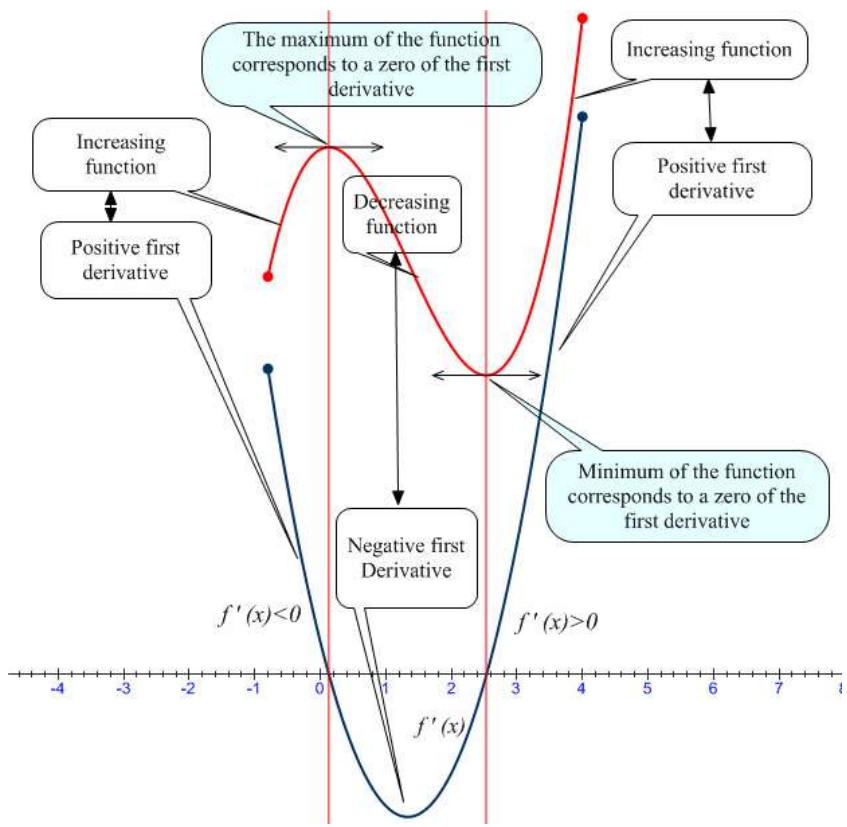 The maximum of the function
corresponds to a zero of the first
derivative
Increasing function
Increasing
function
Positive first
derivative
Decreasing
function
Positive first
derivative
Minimum of the function
corresponds to a zero of the
first derivative
Negative first
Derivative
f ' (x)<0
f ' (x)>0
-4 -3 -2 -1 0 1 2 3 4 5 6 7 8
f ' (x)